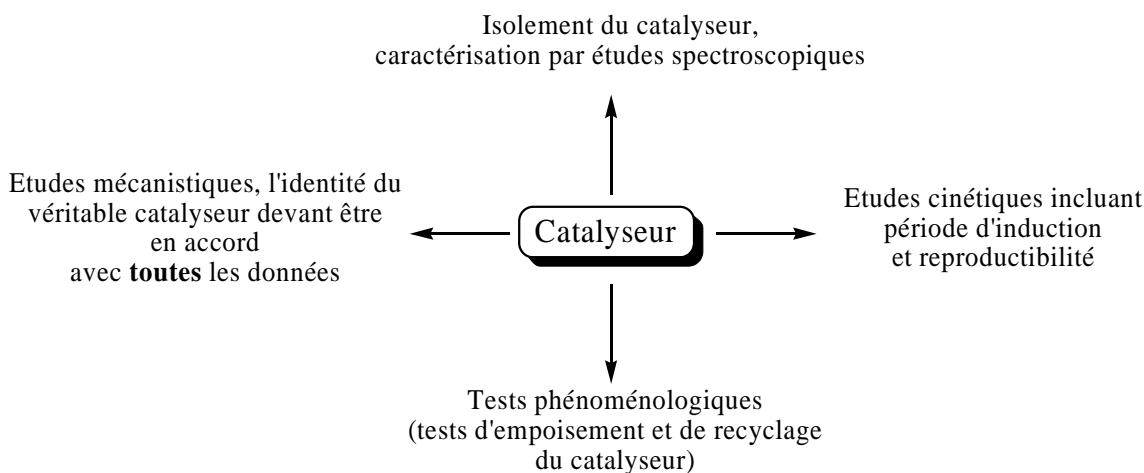 Isolement du catalyseur,
caractérisation par études spectroscopiques
Etudes mécanistiques, l'identité du
véritable catalyseur devant être
en accord
avec toutes les données
Catalyseur
Etudes cinétiques incluant
période d'induction
et reproductibilité
Tests phénoménologiques
(tests d'empoisement et de recyclage
du catalyseur)